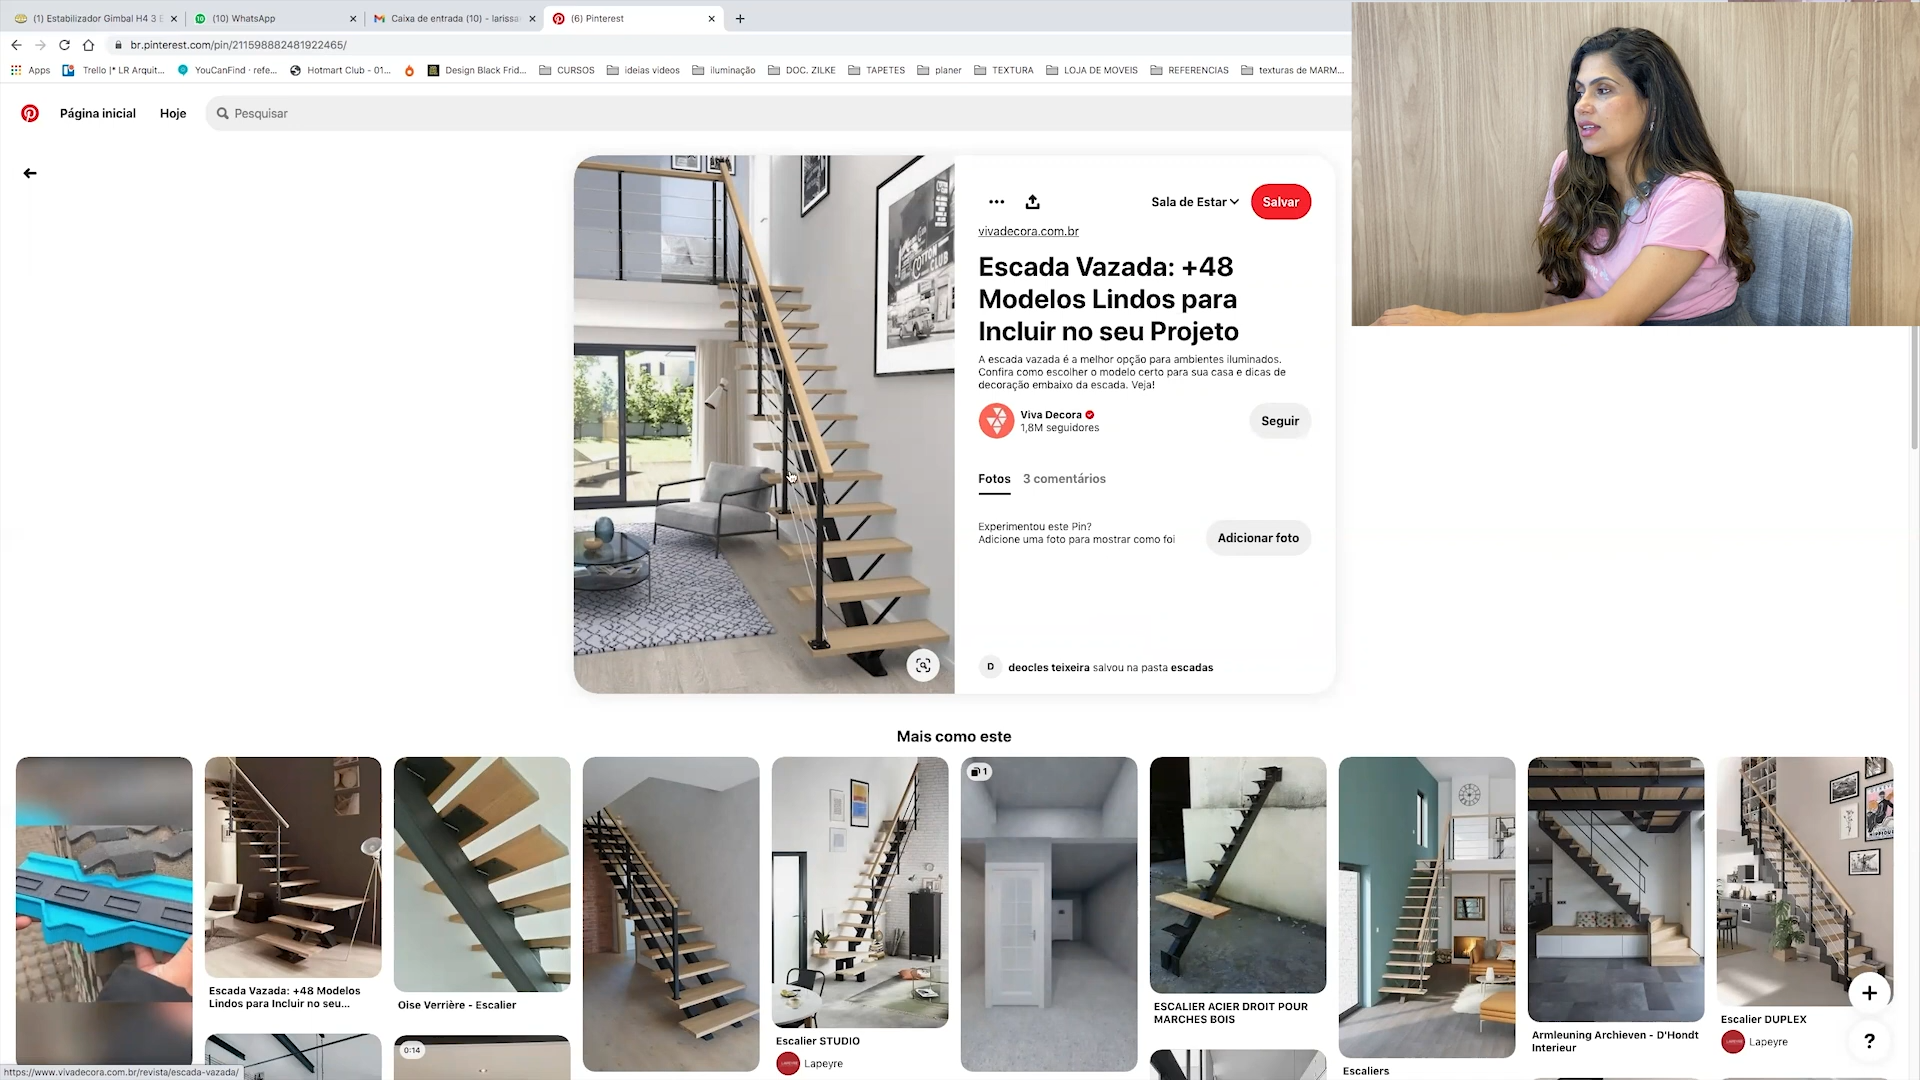 (1) Estabilizador Gimbal H4 3 E
(10) WhatsApp
Caixa de entrada (10) - larissa
(6) Pinterest
br.pinterest.com/pin/211598882481922465/
Apps
Trello |* LR Arquit...
YouCanFind · refe...
Hotmart Club - 01...
Design Black Frid...
CURSOS
ideias videos
iluminação
DOC. ZILKE
TAPETES
planer
TEXTURA
LOJA DE MOVEIS
REFERENCIAS
texturas de MARM...
Página inicial
Hoje
Pesquisar
Sala de Estar
Salvar
vivadecora.com.br
Escada Vazada: +48
Modelos Lindos para
Incluir no seu Projeto
A escada vazada é a melhor opção para ambientes iluminados.
Confira como escolher o modelo certo para sua casa e dicas de
decoração embaixo da escada. Veja!
Viva Decora
1,8M seguidores
Seguir
Fotos
3 comentários
Experimentou este Pin?
Adicione uma foto para mostrar como foi
Adicionar foto
D
deocles teixeira salvou na pasta escadas
COTTON
CLUB
Mais como este
1
Escada Vazada: +48 Modelos
Lindos para Incluir no seu...
Oise Verrière - Escalier
0:14
Escalier STUDIO
Lapeyre
ESCALIER ACIER DROIT POUR
MARCHES BOIS
Escaliers
Armleuning Archieven - D'Hondt
Interieur
Escalier DUPLEX
Lapeyre
+
?
https://www.vivadecora.com.br/revista/escada-vazada/